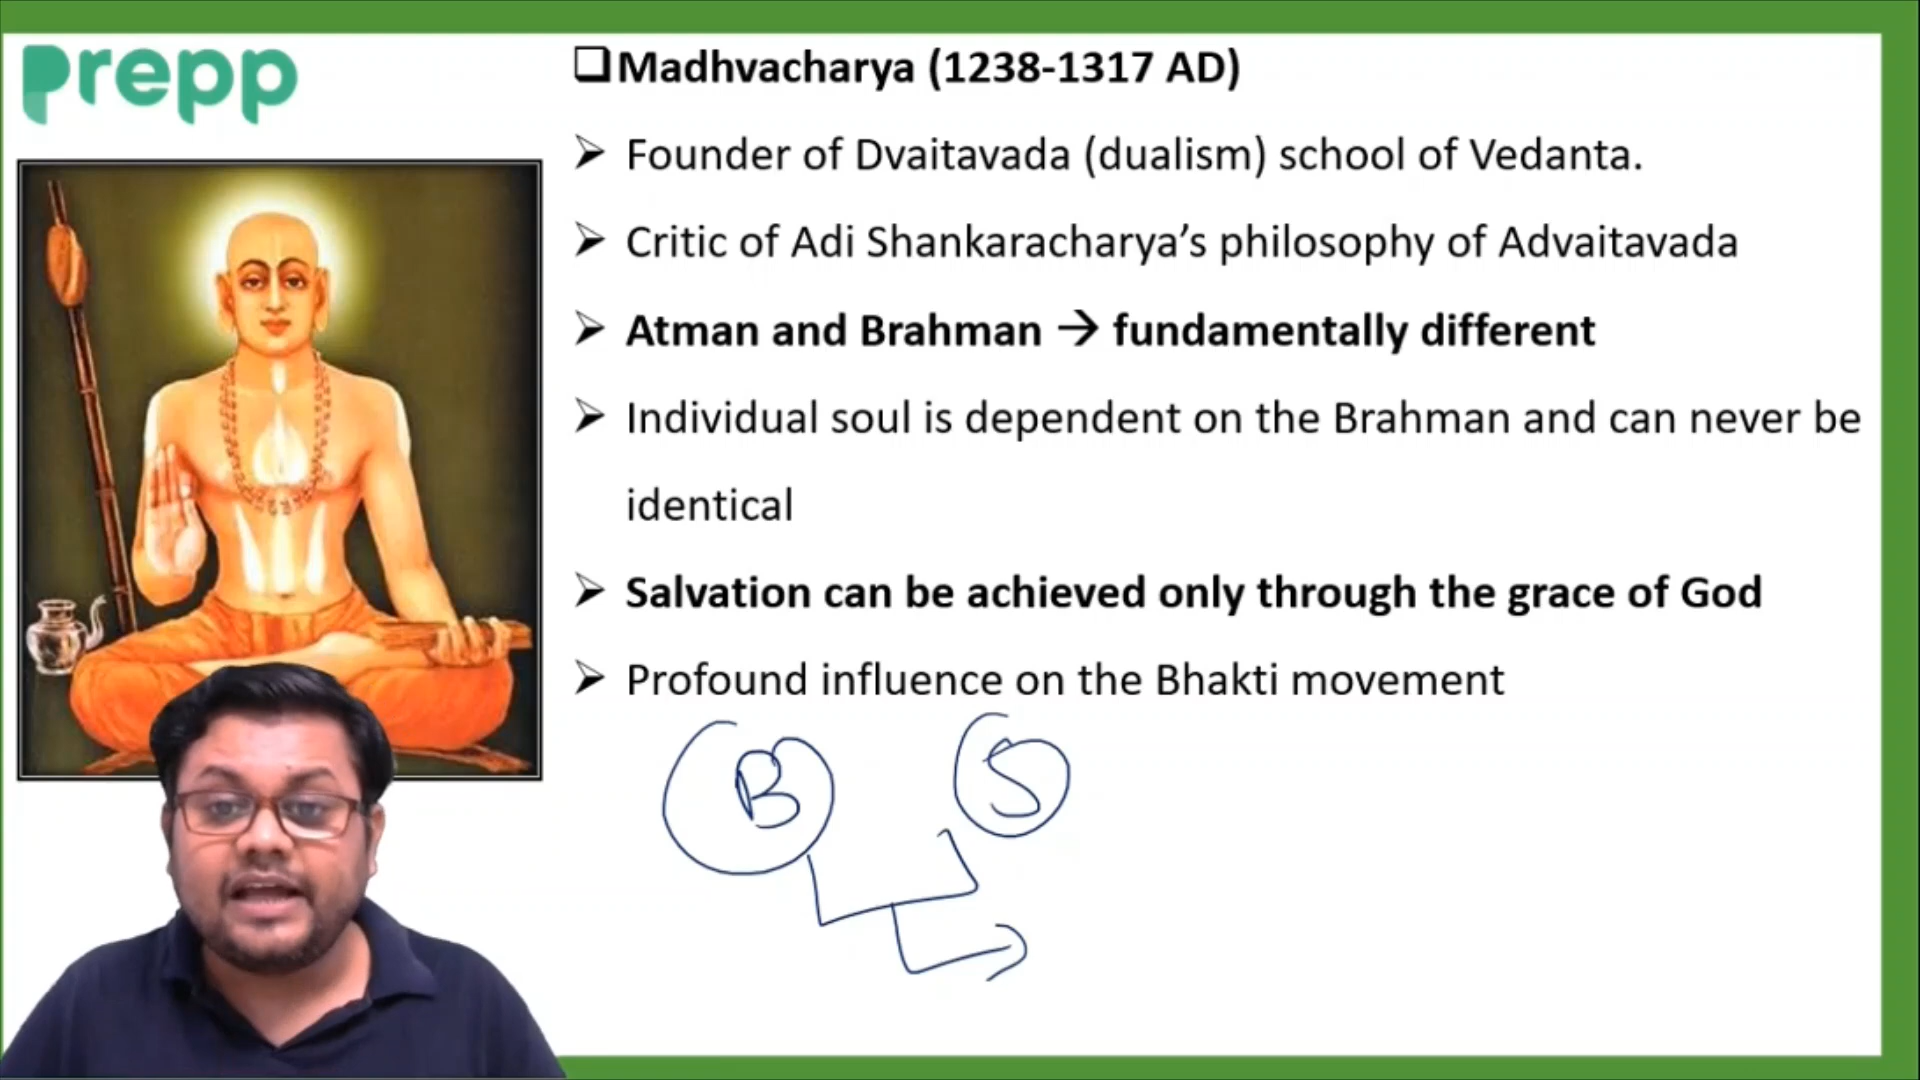 prepp
❑Madhvacharya (1238-1317 AD)
➢ Founder of Dvaitavada (dualism) school of Vedanta.
➢ Critic of Adi Shankaracharya’s philosophy of Advaitavada
➢ Atman and Brahman → fundamentally different
➢ Individual soul is dependent on the Brahman and can never be
identical
➢ Salvation can be achieved only through the grace of God
➢ Profound influence on the Bhakti movement
B S